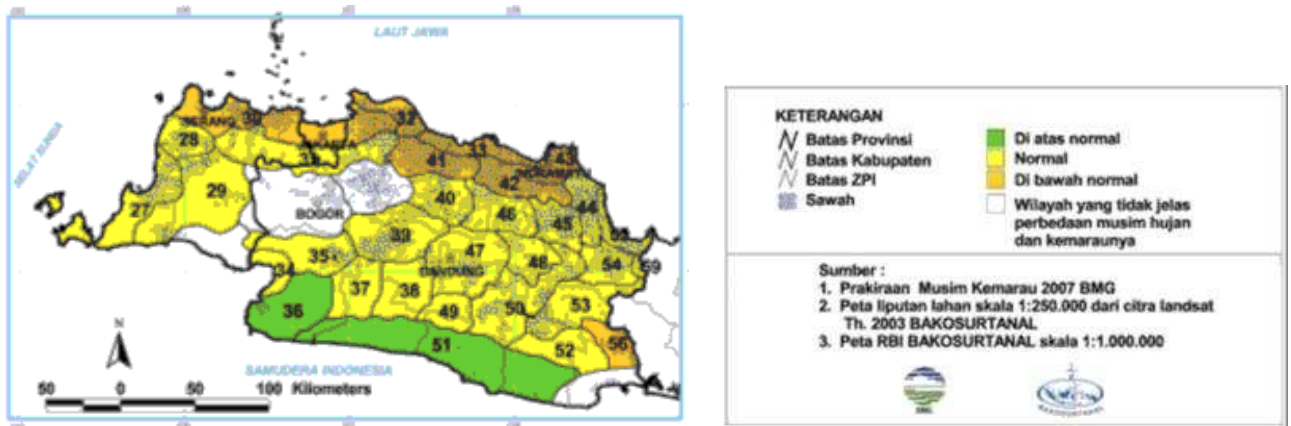 LAUT JAWA
SELAT SUNDA
SERANG
30
32
28
JAKARTA
33
31
43
41
INDRAMAYU
42
29
BOGOR
40
44
27
46
45
39
35
47
BANDUNG
48
54
59
34
37
38
36
49
50
53
51
52
56
N
SAMUDERA INDONESIA
50 0 50 100 Kilometers
KETERANGAN
Batas Provinsi
Batas Kabupaten
Batas ZPI
Sawah
Di atas normal
Normal
Di bawah normal
Wilayah yang tidak jelas
perbedaan musim hujan
dan kemaraunya
Sumber :
1. Prakiraan Musim Kemarau 2007 BMG
2. Peta liputan lahan skala 1:250.000 dari citra landsat
Th. 2003 BAKOSURTANAL
3. Peta RBI BAKOSURTANAL skala 1:1.000.000
BMG
BAKOSURTANAL